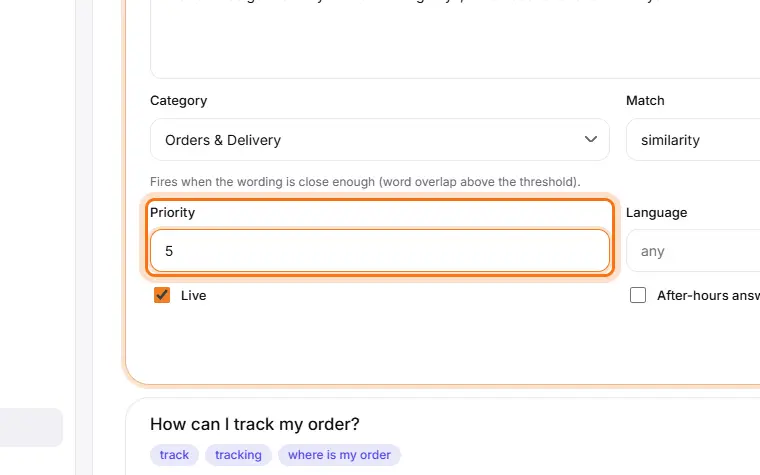 Category
Match
Orders & Delivery
similarity
Fires when the wording is close enough (word overlap above the threshold).
Priority
Language
5
any
Live
After-hours
How can I track my order?
track
tracking
where is my order